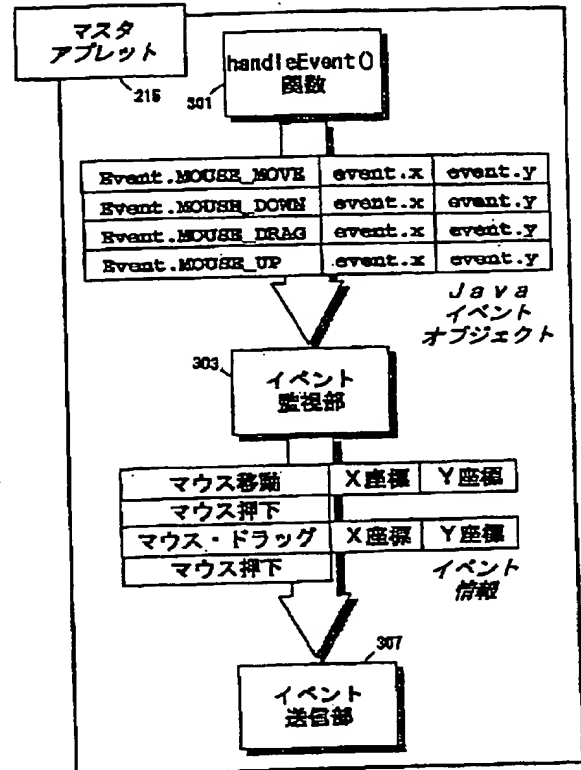 マスタ
アプレット
215
301
handleEvent()
関数
Event.MOUSE_MOVE event.x event.y
Event.MOUSE_DOWN event.x event.y
Event.MOUSE_DRAG event.x event.y
Event.MOUSE_UP event.x event.y
Java
イベント
オブジェクト
303
イベント
監視部
マウス移動 X座標 Y座標
マウス押下
マウス・ドラッグ X座標 Y座標
マウス押下
イベント
情報
307
イベント
送信部